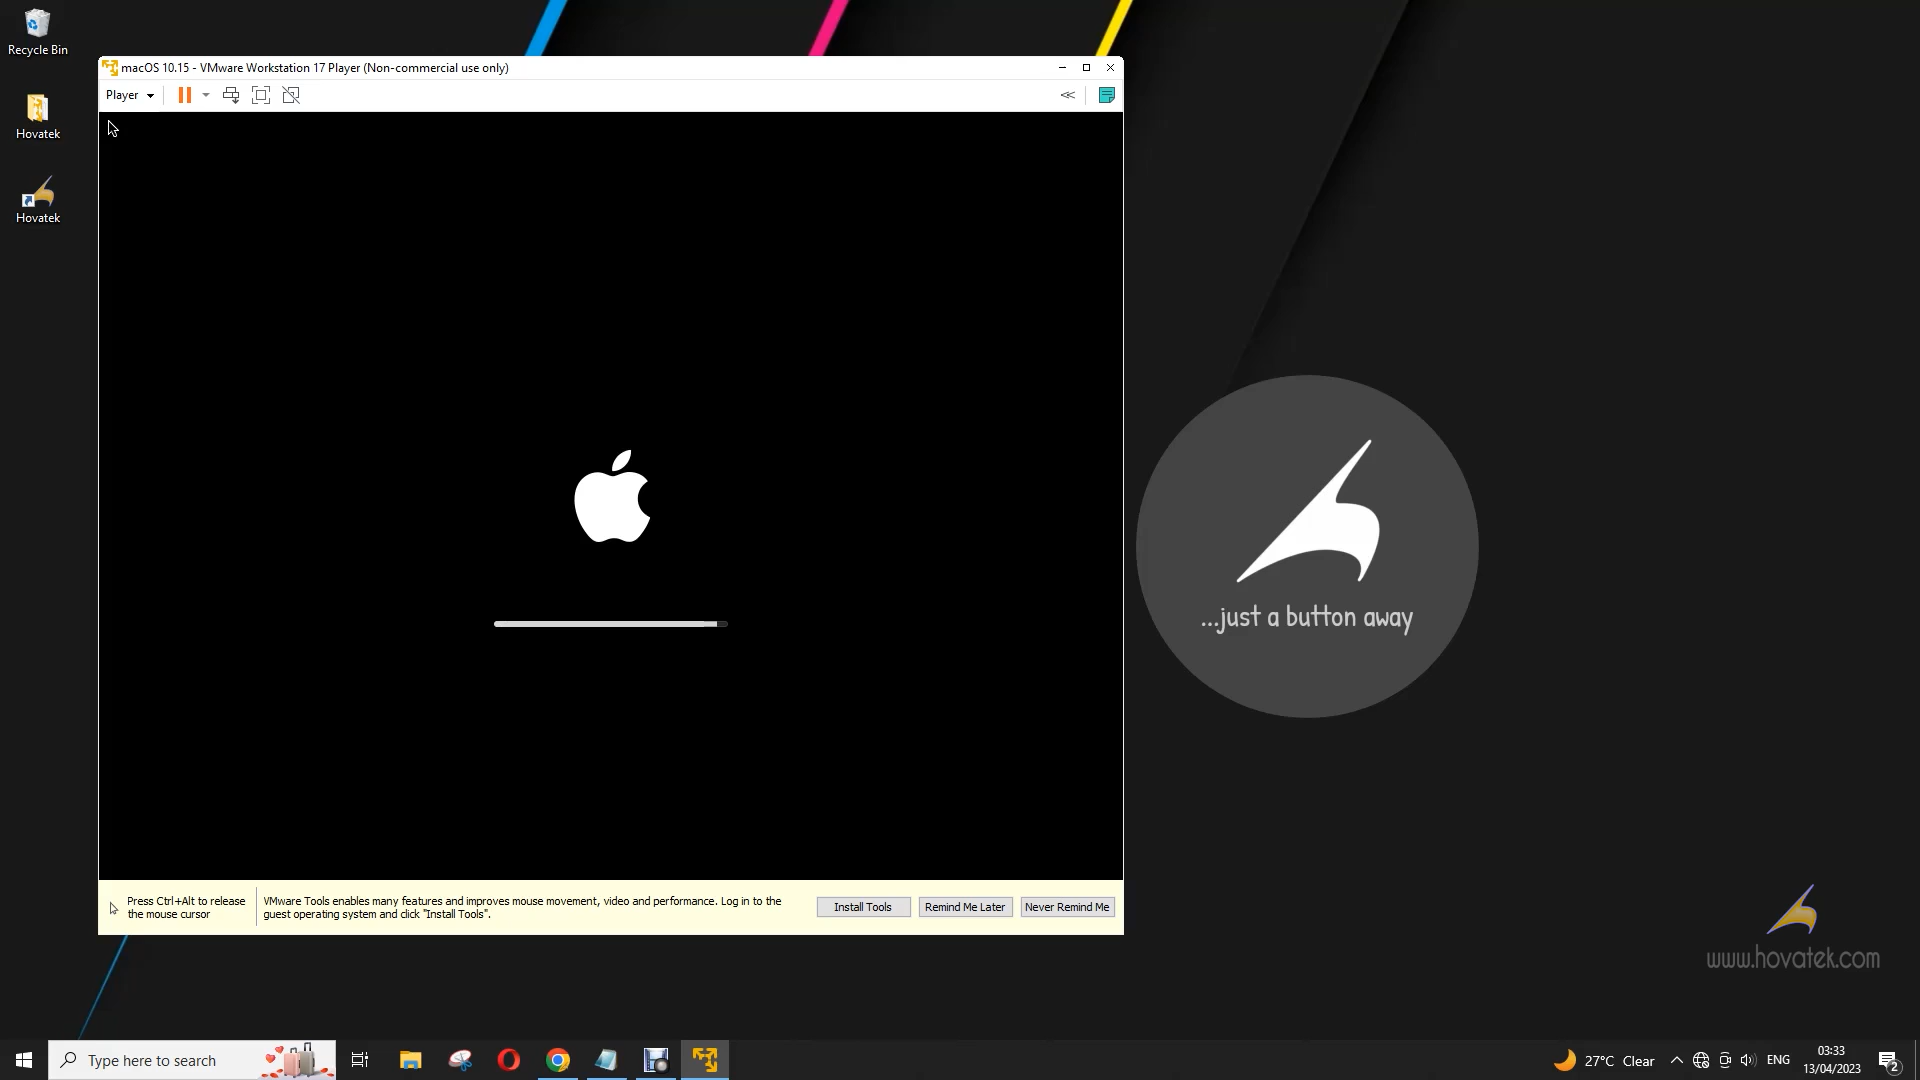 Recycle Bin
Hovatek
Hovatek
macOS 10.15 - VMware Workstation 17 Player (Non-commercial use only)
Player
Press Ctrl+Alt to release
the mouse cursor
VMware Tools enables many features and improves mouse movement, video and performance. Log in to the
guest operating system and click "Install Tools".
Install Tools
Remind Me Later
Never Remind Me
...just a button away
www.hovatek.com
Type here to search
27°C Clear
ENG
03:33
13/04/2023
2